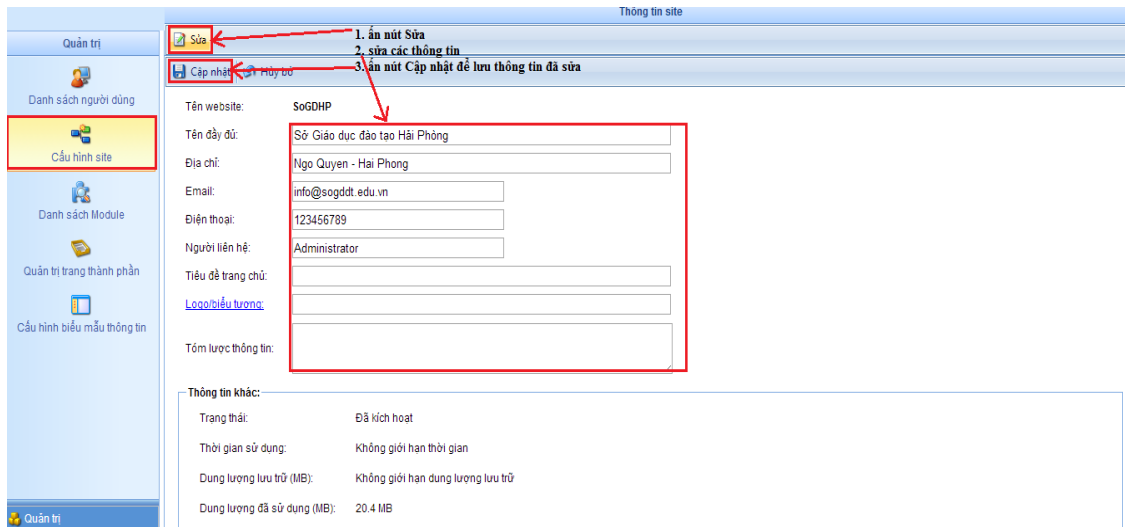 Thông tin site
Quản trị
Danh sách người dùng
Cấu hình site
Danh sách Module
Quản trị trang thành phần
Cấu hình biểu mẫu thông tin
Quản trị
Sửa
1. ấn nút Sửa
2. sửa các thông tin
Cập nhật Hủy bỏ
3. ấn nút Cập nhật để lưu thông tin đã sửa
Tên website: SoGDHP
Tên đầy đủ: Sở Giáo dục đào tạo Hải Phòng
Địa chỉ: Ngo Quyen - Hai Phong
Email: info@sogddt.edu.vn
Điện thoại: 123456789
Người liên hệ: Administrator
Tiêu đề trang chủ:
Logo/biểu tượng:
Tóm lược thông tin:
Thông tin khác:
Trạng thái: Đã kích hoạt
Thời gian sử dụng: Không giới hạn thời gian
Dung lượng lưu trữ (MB): Không giới hạn dung lượng lưu trữ
Dung lượng đã sử dụng (MB): 20.4 MB